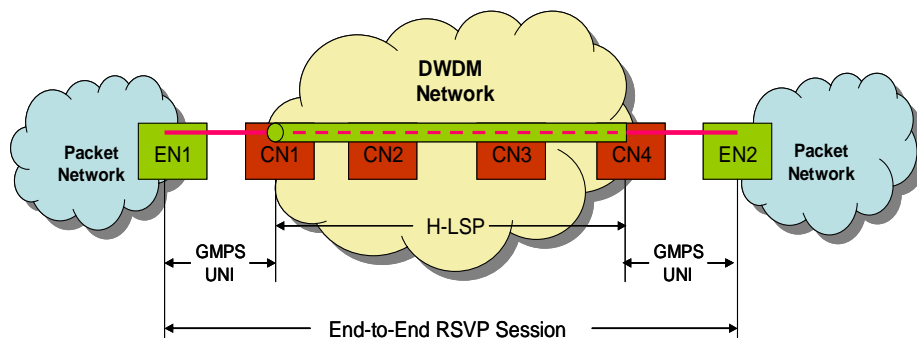 DWDM
Network
Packet
Network
EN1
CN1
CN2
CN3
CN4
EN2
Packet
Network
H-LSP
GMPS
UNI
GMPS
UNI
End-to-End RSVP Session